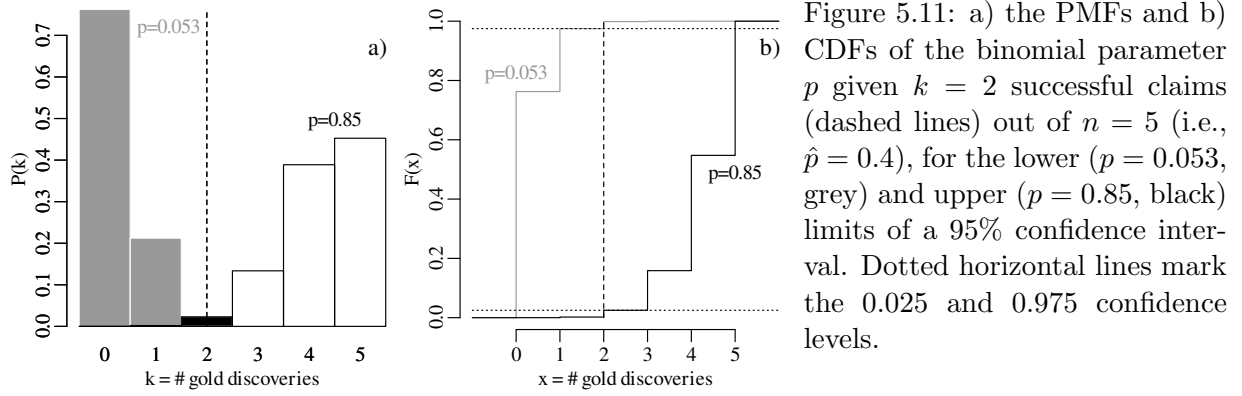 0.0 0.1 0.2 0.3 0.4 0.5 0.6 0.7
P(k)
p=0.053
a)
p=0.85
0 1 2 3 4 5
k = # gold discoveries
0.0 0.2 0.4 0.6 0.8 1.0
F(x)
p=0.053
b)
p=0.85
0 1 2 3 4 5
x = # gold discoveries
Figure 5.11: a) the PMFs and b)
CDFs of the binomial parameter
p given k = 2 successful claims
(dashed lines) out of n = 5 (i.e.,
p̂ = 0.4), for the lower (p = 0.053,
grey) and upper (p = 0.85, black)
limits of a 95% confidence inter-
val. Dotted horizontal lines mark
the 0.025 and 0.975 confidence
levels.